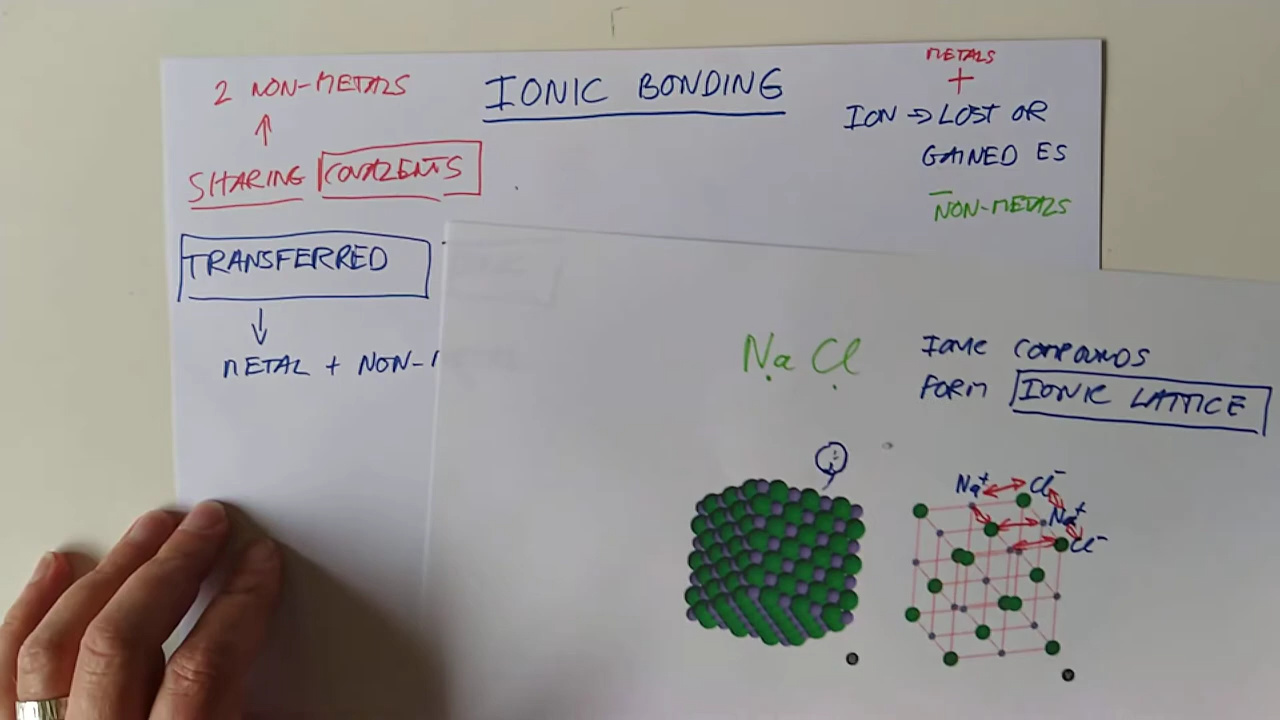 2 NON-METALS
SHARING COVALENTS
TRANSFERRED
METAL + NON-
IONIC BONDING
METALS
+
ION → LOST OR
GAINED ES
-
NON-METALS
NaCl
IONIC COMPOUNDS
FORM IONIC LATTICE
Na+ Cl-
Na+
Cl-